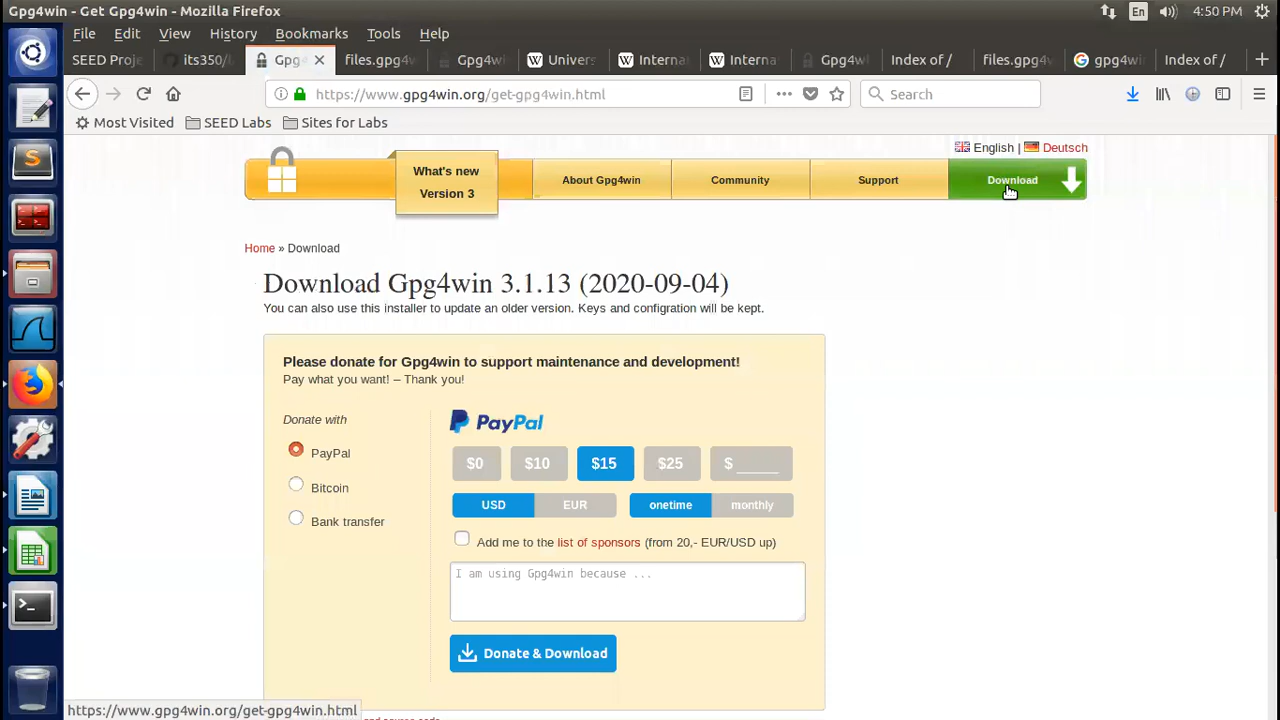 Gpg4win - Get Gpg4win - Mozilla Firefox
En
4:50 PM
File Edit View History Bookmarks Tools Help
SEED Proje
its350/l
Gpg4
files.gpg4w
Gpg4wi
Univers
Interna
Interna
Gpg4w
Index of /
files.gpg4w
gpg4win
Index of /
https://www.gpg4win.org/get-gpg4win.html
Search
Most Visited SEED Labs Sites for Labs
English | Deutsch
What's new
Version 3
About Gpg4win
Community
Support
Download
Home » Download
Download Gpg4win 3.1.13 (2020-09-04)
You can also use this installer to update an older version. Keys and configration will be kept.
Please donate for Gpg4win to support maintenance and development!
Pay what you want! – Thank you!
Donate with
PayPal
PayPal
$0 $10 $15 $25 $ _____
Bitcoin
USD EUR onetime monthly
Bank transfer
Add me to the list of sponsors (from 20,- EUR/USD up)
I am using Gpg4win because ...
Donate & Download
https://www.gpg4win.org/get-gpg4win.html